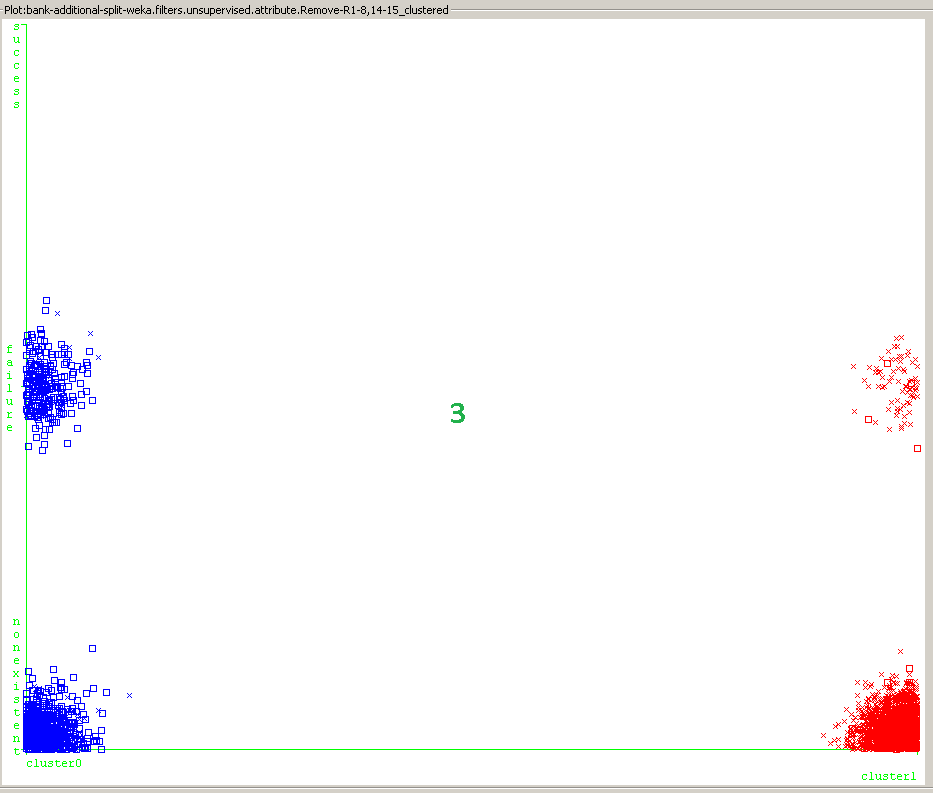 Plot:bank-additional-split-weka.filters.unsupervised.attribute.Remove-R1-8,14-15_clustered
success
failure
3
nonexistent
cluster0
cluster1